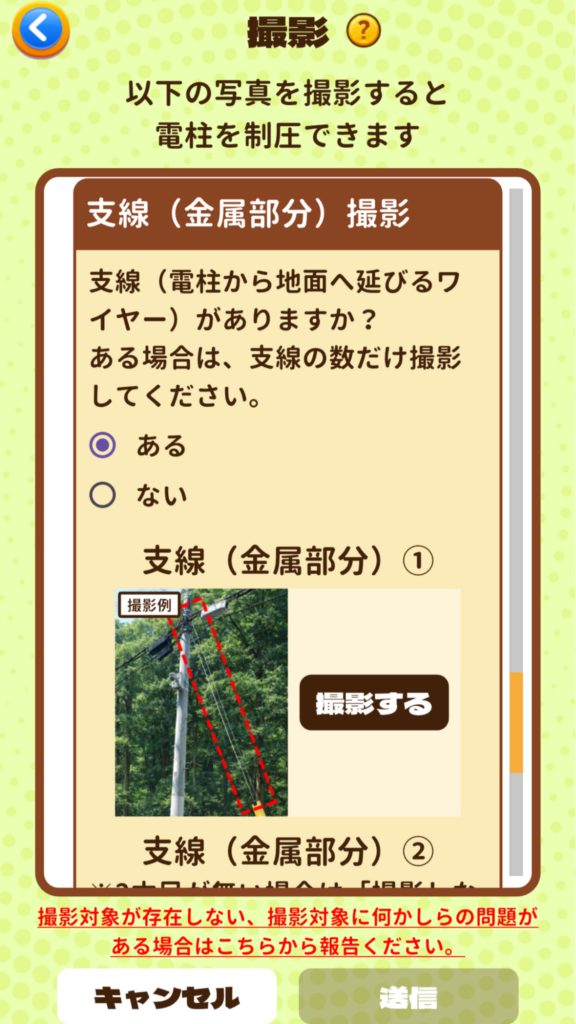 撮影 ?
以下の写真を撮影すると
電柱を制圧できます
支線（金属部分）撮影
支線（電柱から地面へ延びるワ
イヤー）がありますか？
ある場合は、支線の数だけ撮影
してください。
ある
ない
支線（金属部分）①
撮影例
撮影する
支線（金属部分）②
撮影対象が存在しない、撮影対象に何かしらの問題が
ある場合はこちらから報告ください。
キャンセル
送信